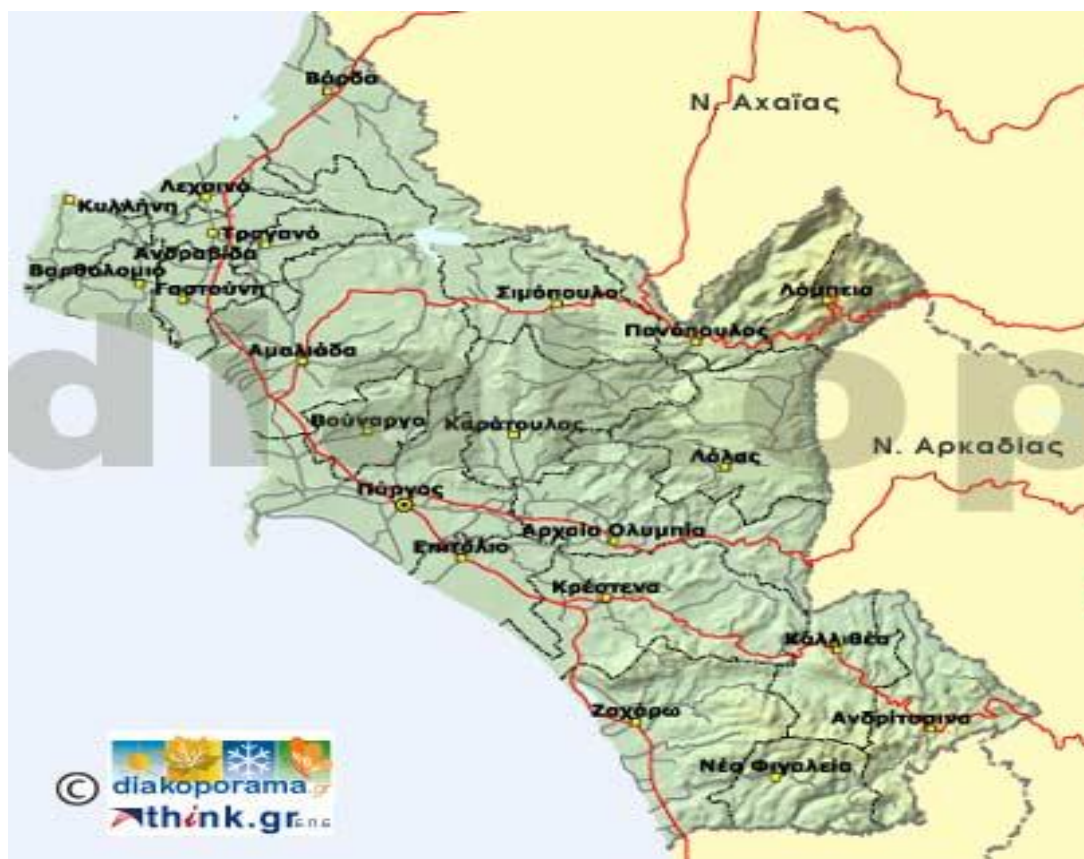 Βάρδα
Ν. Αχαΐας
Λεχαινά
Κυλλήνη
Τραγανό
Ανδραβίδα
Βαρθολομιό
Γαστούνη
Σιμόπουλο
Λάμπεια
Πανόπουλος
Αμαλιάδα
Βούναργο
Καράτουλας
Ν. Αρκαδίας
Λάλας
Πύργος
Αρχαία Ολυμπία
Επιτάλιο
Κρέστενα
Καλλιθέα
Ζαχάρω
Ανδρίτσαινα
Νέα Φιγαλεία
© diakoporama.gr
think.gr